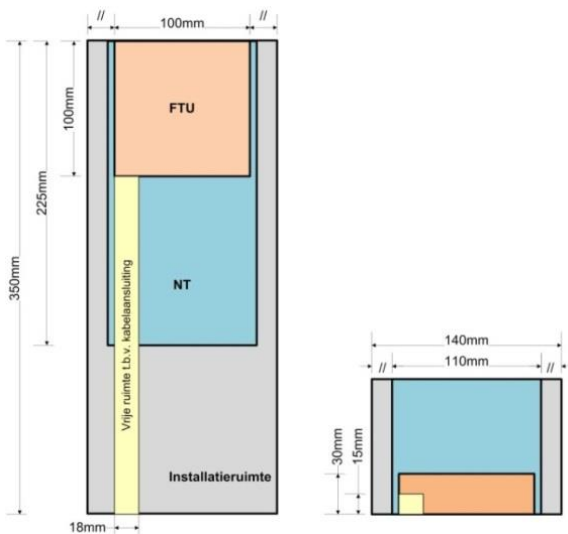 //
100mm
//
100mm
FTU
225mm
350mm
NT
Vrije ruimte t.b.v. kabelaansluiting
Installatieruimte
18mm
140mm
//
110mm
//
30mm
15mm